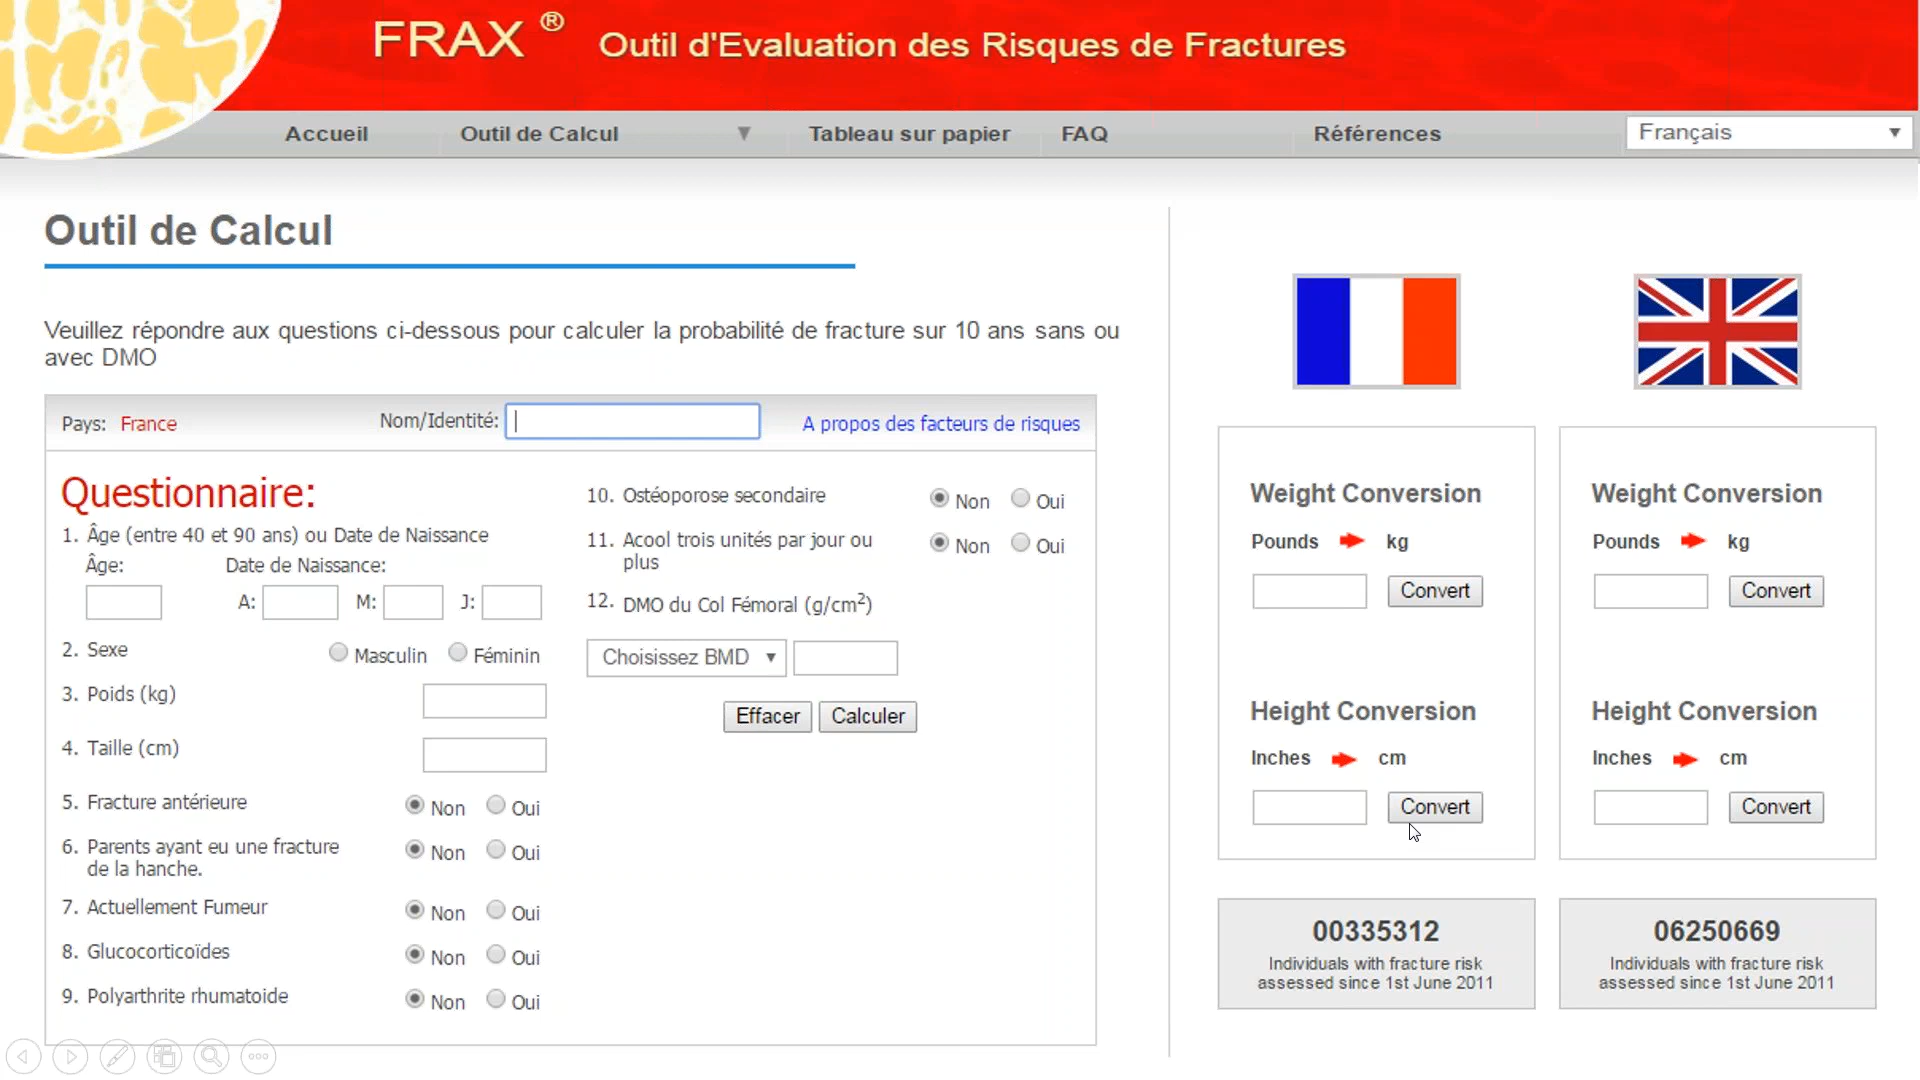 FRAX ® Outil d'Evaluation des Risques de Fractures
Accueil Outil de Calcul ▼ Tableau sur papier FAQ Références Français ▼
Outil de Calcul
Veuillez répondre aux questions ci-dessous pour calculer la probabilité de fracture sur 10 ans sans ou
avec DMO
Pays: France Nom/Identité: A propos des facteurs de risques
Questionnaire:
1. Âge (entre 40 et 90 ans) ou Date de Naissance
Âge: Date de Naissance:
A: M: J:
2. Sexe Masculin Féminin
3. Poids (kg)
4. Taille (cm)
5. Fracture antérieure Non Oui
6. Parents ayant eu une fracture
de la hanche. Non Oui
7. Actuellement Fumeur Non Oui
8. Glucocorticoïdes Non Oui
9. Polyarthrite rhumatoide Non Oui
10. Ostéoporose secondaire Non Oui
11. Acool trois unités par jour ou
plus Non Oui
12. DMO du Col Fémoral (g/cm²)
Choisissez BMD ▼
Effacer Calculer
Weight Conversion
Pounds kg
Convert
Height Conversion
Inches cm
Convert
00335312
Individuals with fracture risk
assessed since 1st June 2011
Weight Conversion
Pounds kg
Convert
Height Conversion
Inches cm
Convert
06250669
Individuals with fracture risk
assessed since 1st June 2011